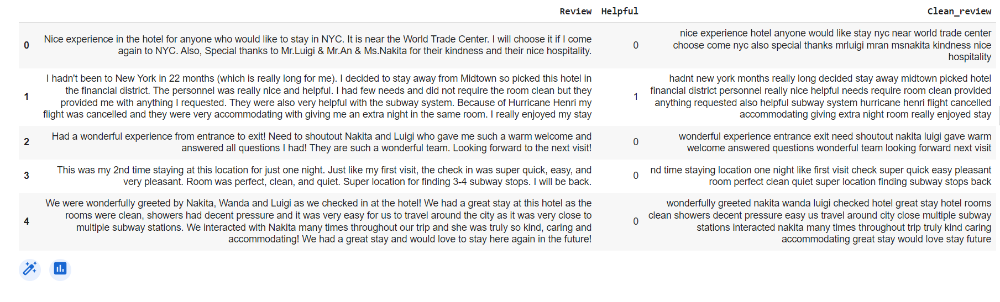 Review Helpful Clean_review
0 Nice experience in the hotel for anyone who would like to stay in NYC. It is near the World Trade Center. I will choose it if I come
again to NYC. Also, Special thanks to Mr.Luigi & Mr.An & Ms.Nakita for their kindness and their nice hospitality.
0
nice experience hotel anyone would like stay nyc near world trade center
choose come nyc also special thanks mrluigi mran msnakita kindness nice
hospitality
1 I hadn't been to New York in 22 months (which is really long for me). I decided to stay away from Midtown so picked this hotel in
the financial district. The personnel was really nice and helpful. I had few needs and did not require the room clean but they
provided me with anything I requested. They were also very helpful with the subway system. Because of Hurricane Henri my
flight was cancelled and they were very accommodating with giving me an extra night in the same room. I really enjoyed my stay
1
hadnt new york months really long decided stay away midtown picked hotel
financial district personnel really nice helpful needs require room clean provided
anything requested also helpful subway system hurricane henri flight cancelled
accommodating giving extra night room really enjoyed stay
2 Had a wonderful experience from entrance to exit! Need to shoutout Nakita and Luigi who gave me such a warm welcome and
answered all questions I had! They are such a wonderful team. Looking forward to the next visit!
0
wonderful experience entrance exit need shoutout nakita luigi gave warm
welcome answered questions wonderful team looking forward next visit
3 This was my 2nd time staying at this location for just one night. Just like my first visit, the check in was super quick, easy, and
very pleasant. Room was perfect, clean, and quiet. Super location for finding 3-4 subway stops. I will be back.
0
nd time staying location one night like first visit check super quick easy pleasant
room perfect clean quiet super location finding subway stops back
4 We were wonderfully greeted by Nakita, Wanda and Luigi as we checked in at the hotel! We had a great stay at this hotel as the
rooms were clean, showers had decent pressure and it was very easy for us to travel around the city as it was very close to
multiple subway stations. We interacted with Nakita many times throughout our trip and she was truly so kind, caring and
accommodating! We had a great stay and would love to stay here again in the future!
0
wonderfully greeted nakita wanda luigi checked hotel great stay hotel rooms
clean showers decent pressure easy us travel around city close multiple subway
stations interacted nakita many times throughout trip truly kind caring
accommodating great stay would love stay future